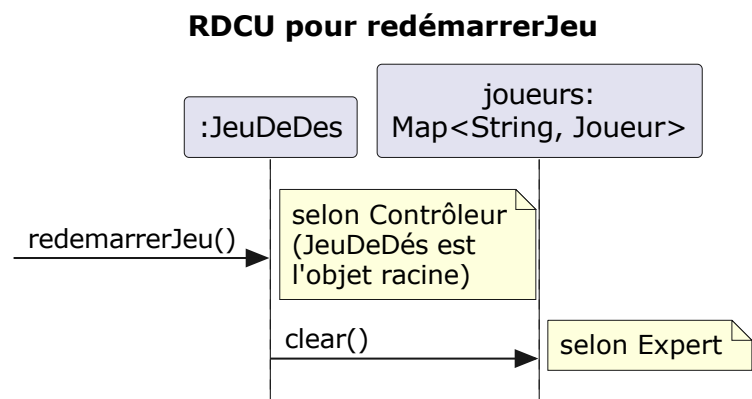 RDCU pour redémarrerJeu
:JeuDeDes
joueurs:
Map<String, Joueur>
redemarrerJeu()
selon Contrôleur
(JeuDeDés est
l'objet racine)
clear()
selon Expert